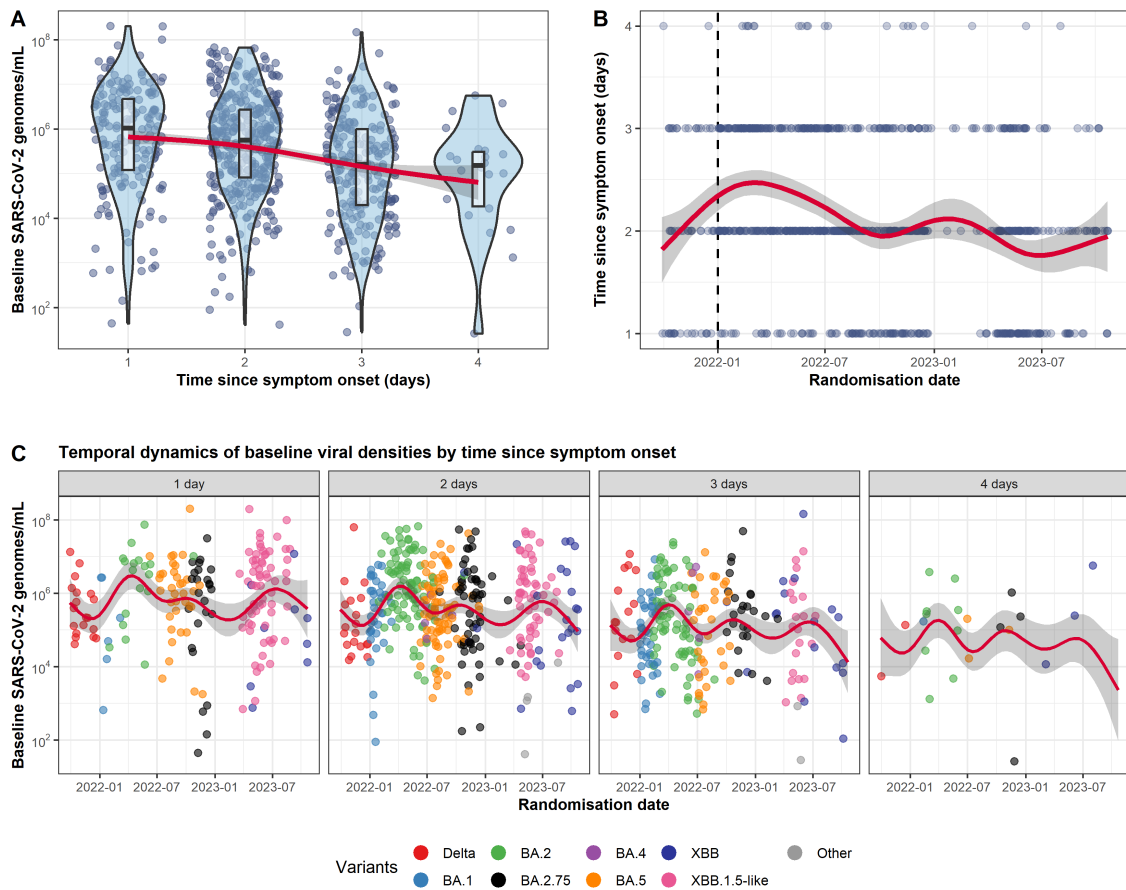 A
B
Baseline SARS-CoV-2 genomes/mL
10^8
10^6
10^4
10^2
1 2 3 4
Time since symptom onset (days)
Time since symptom onset (days)
4
3
2
1
2022-01 2022-07 2023-01 2023-07
Randomisation date
C Temporal dynamics of baseline viral densities by time since symptom onset
1 day 2 days 3 days 4 days
Baseline SARS-CoV-2 genomes/mL
10^8
10^6
10^4
10^2
2022-01 2022-07 2023-01 2023-07 2022-01 2022-07 2023-01 2023-07 2022-01 2022-07 2023-01 2023-07 2022-01 2022-07 2023-01 2023-07
Randomisation date
Variants
Delta BA.2 BA.4 XBB Other
BA.1 BA.2.75 BA.5 XBB.1.5-like